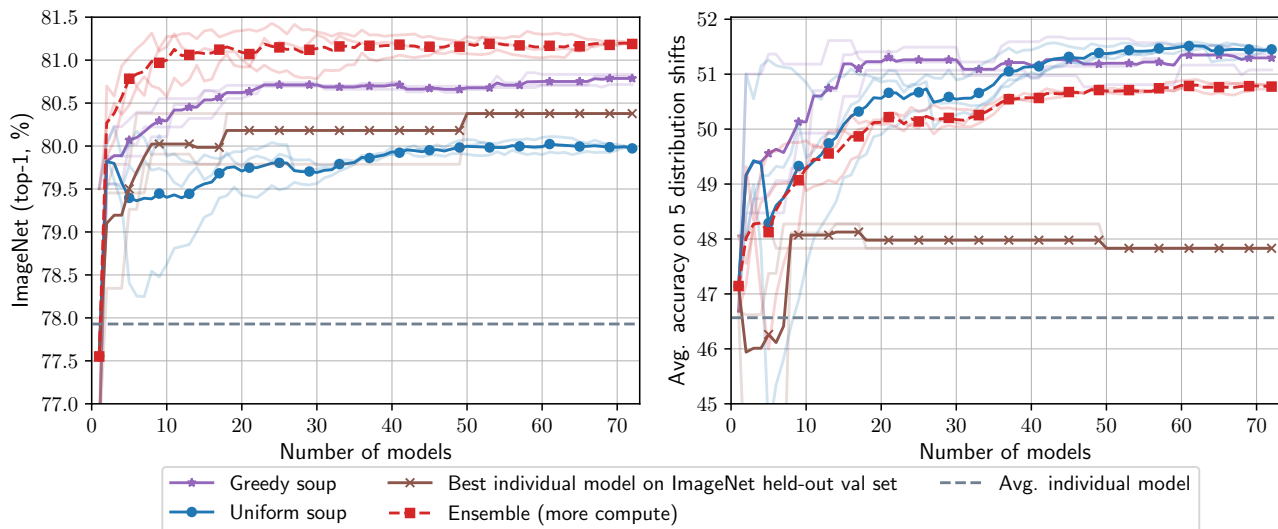 81.5
81.0
80.5
80.0
79.5
79.0
78.5
78.0
77.5
77.0
ImageNet (top-1, %)
0 10 20 30 40 50 60 70
Number of models
52
51
50
49
48
47
46
45
Avg. accuracy on 5 distribution shifts
0 10 20 30 40 50 60 70
Number of models
Greedy soup
Uniform soup
Best individual model on ImageNet held-out val set
Ensemble (more compute)
Avg. individual model